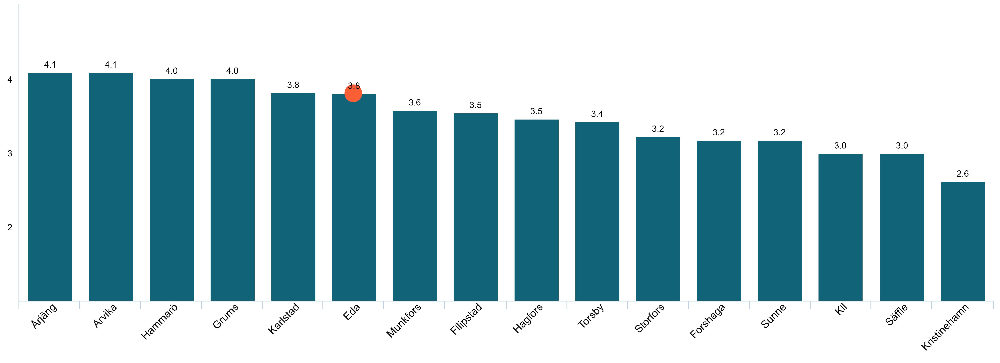 4.1 4.1 4.0 4.0 3.8 3.8 3.6 3.5 3.5 3.4 3.2 3.2 3.2 3.0 3.0 2.6
4
3
2
Årjäng Arvika Hammarö Grums Karlstad Eda Munkfors Filipstad Hagfors Torsby Storfors Forshaga Sunne Kil Säffle Kristinehamn